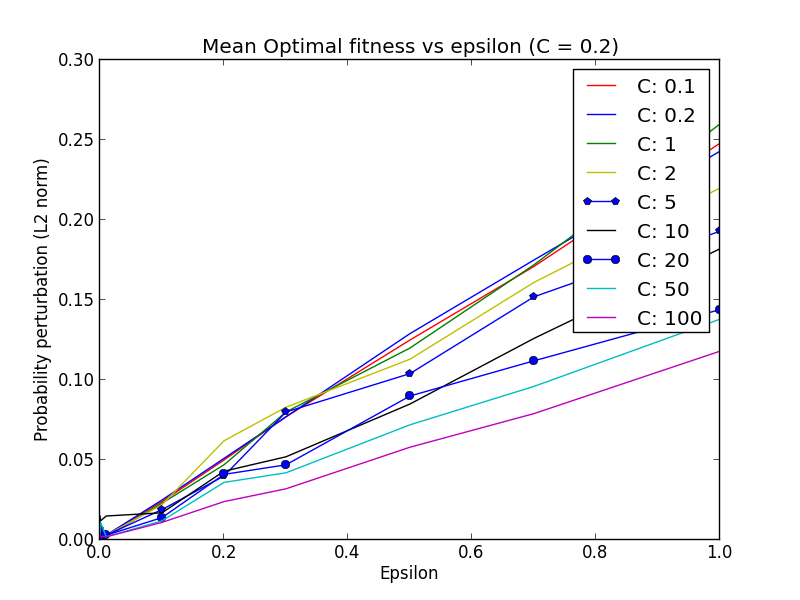 Mean Optimal fitness vs epsilon (C = 0.2)
Probability perturbation (L2 norm)
0.30
0.25
0.20
0.15
0.10
0.05
0.00
C: 0.1
C: 0.2
C: 1
C: 2
C: 5
C: 10
C: 20
C: 50
C: 100
0.0 0.2 0.4 0.6 0.8 1.0
Epsilon